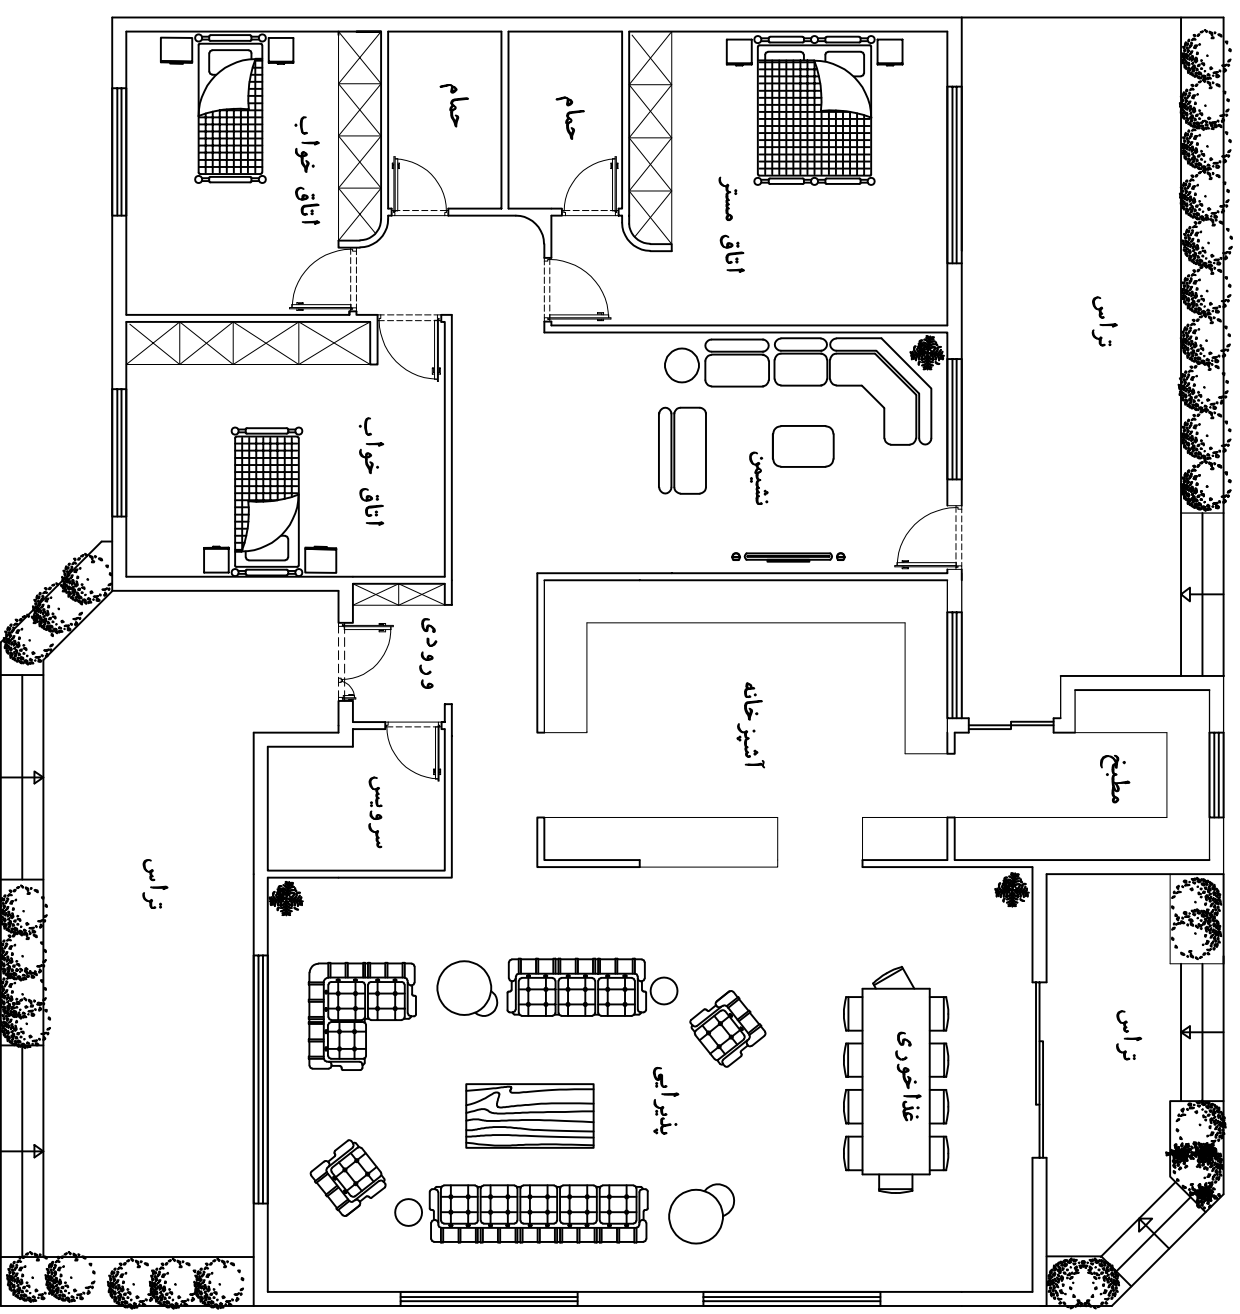 حمام
حمام
اتاق خواب
اتاق مستر
تراس
اتاق خواب
نشیمن
ورودی
آشپزخانه
مطبخ
سرویس
تراس
تراس
غذاخوری
پذیرایی